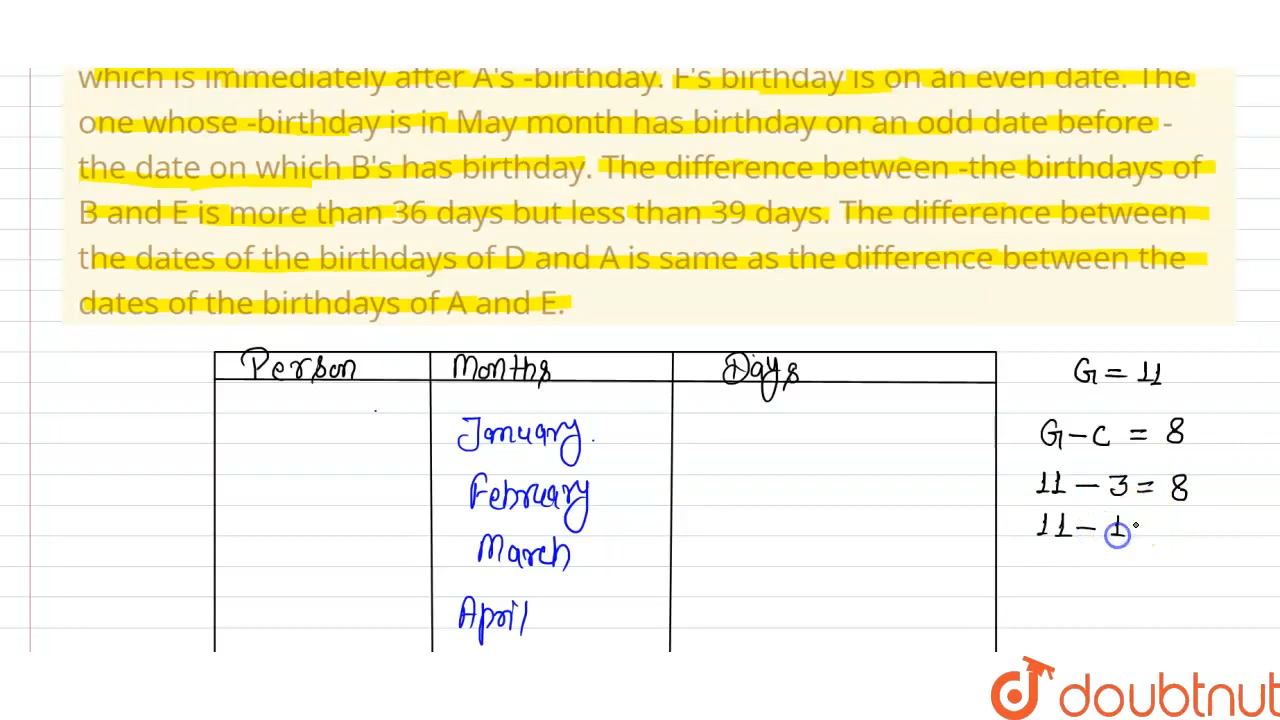 which is immediately after A's -birthday. F's birthday is on an even date. The
one whose -birthday is in May month has birthday on an odd date before -
the date on which B's has birthday. The difference between -the birthdays of
B and E is more than 36 days but less than 39 days. The difference between
the dates of the birthdays of D and A is same as the difference between the
dates of the birthdays of A and E.
Person Months Days
January.
February
March
April
G = 11
G - C = 8
11 - 3 = 8
11 - 1
doubtnut